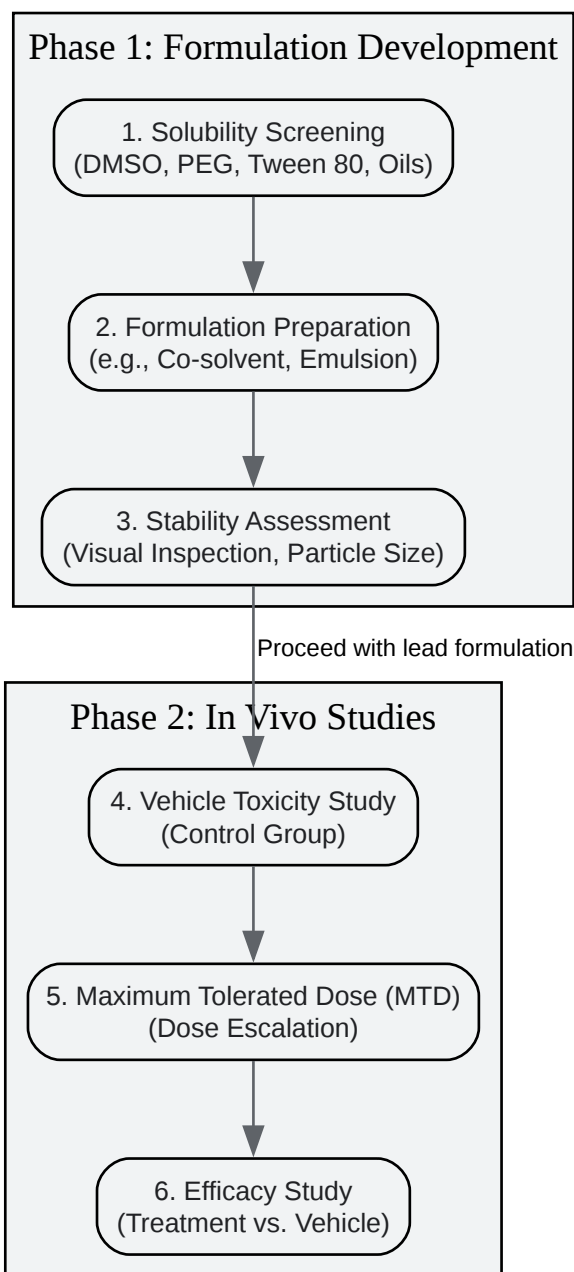 Phase 1: Formulation Development
1. Solubility Screening
(DMSO, PEG, Tween 80, Oils)
2. Formulation Preparation
(e.g., Co-solvent, Emulsion)
3. Stability Assessment
(Visual Inspection, Particle Size)
Proceed with lead formulation
Phase 2: In Vivo Studies
4. Vehicle Toxicity Study
(Control Group)
5. Maximum Tolerated Dose (MTD)
(Dose Escalation)
6. Efficacy Study
(Treatment vs. Vehicle)